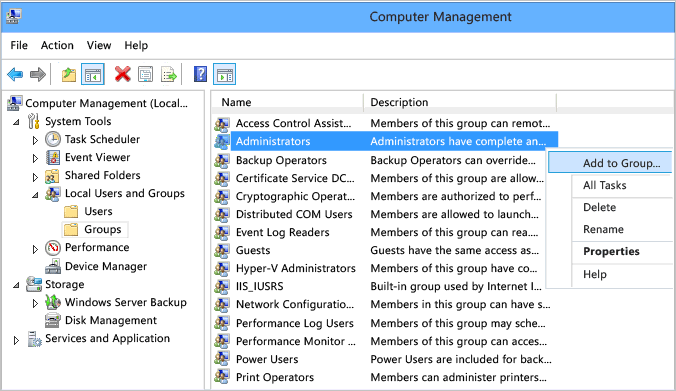 Computer Management
File Action View Help
Computer Management (Local...
System Tools
Task Scheduler
Event Viewer
Shared Folders
Local Users and Groups
Users
Groups
Performance
Device Manager
Storage
Windows Server Backup
Disk Management
Services and Application
Name Description
Access Control Assist... Members of this group can remot...
Administrators Administrators have complete an...
Backup Operators Backup Operators can override...
Certificate Service DC... Members of this group are allow...
Cryptographic Operat... Members are authorized to perf...
Distributed COM Users Members are allowed to launch...
Event Log Readers Members of this group can rea....
Guests Guests have the same access as...
Hyper-V Administrators Members of this group have co...
IIS_IUSRS Built-in group used by Internet I...
Network Configuratio... Members in this group can have s...
Performance Log Users Members of this group may sche...
Performance Monitor ... Members of this group can acces...
Power Users Power Users are included for back...
Print Operators Members can administer printers...
Add to Group...
All Tasks
Delete
Rename
Properties
Help